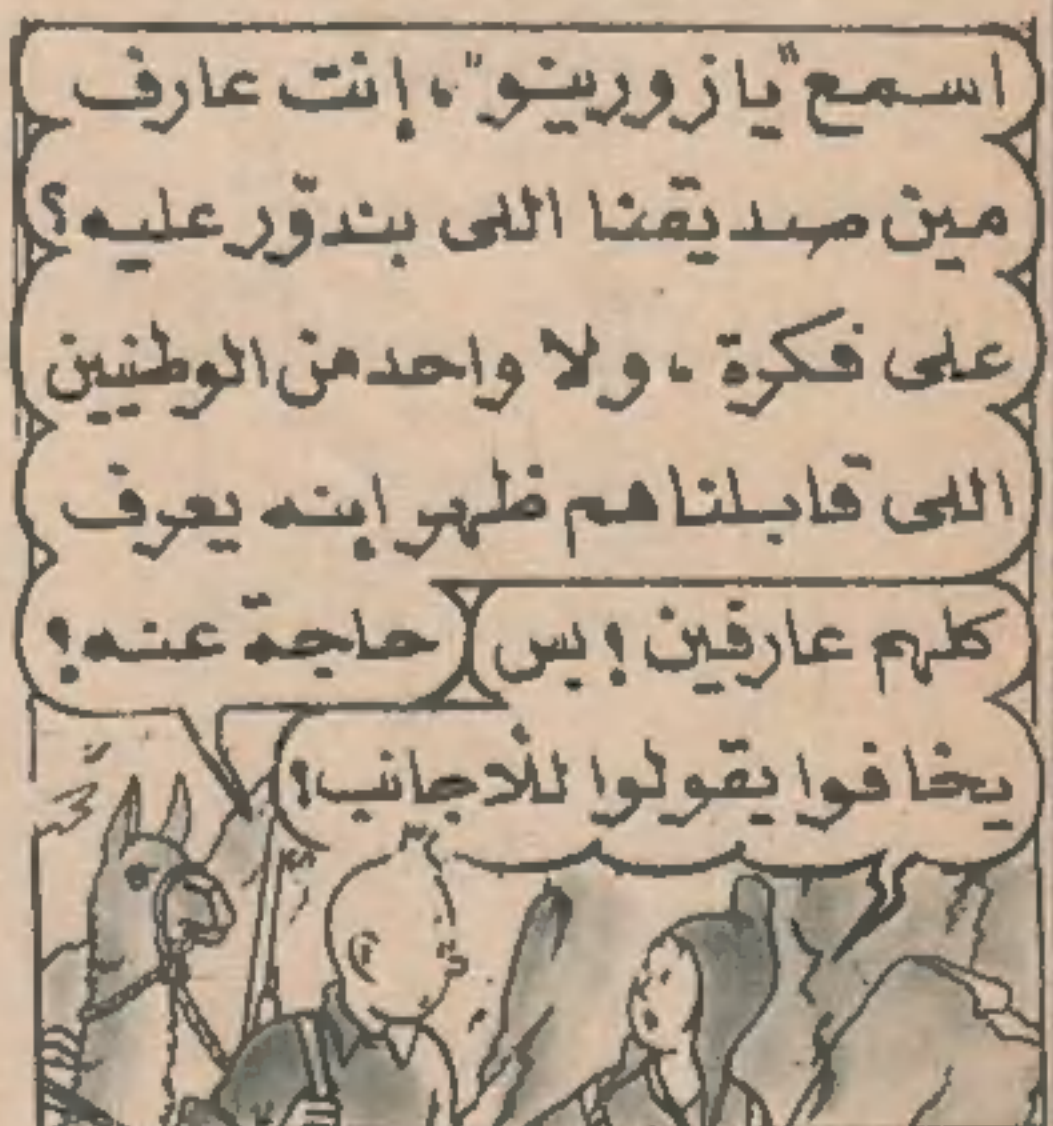 اسمع "يا زورينو"، إنت عارف
مين صديقنا اللى بندوّر عليه؟
على فكرة، ولا واحد من الوطنيين
اللى قابلناهم ظهر إنه يعرف
حاجة عنه!
كلهم عارفين! بس
يخافوا يقولوا للأجانب!